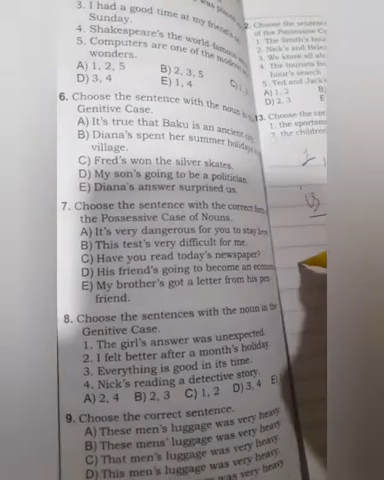 3. I had a good time at my friend's
Sunday.
4. Shakespeare's the world-famous
5. Computers are one of the modern
wonders.
A) 1, 2, 5 B) 2, 3, 5
D) 3, 4 E) 1, 4
6. Choose the sentence with the noun in the
Genitive Case.
A) It's true that Baku is an ancient city.
B) Diana's spent her summer holidays
village.
C) Fred's won the silver skates.
D) My son's going to be a politician.
E) Diana's answer surprised us.
7. Choose the sentence with the correct form
the Possessive Case of Nouns.
A) It's very dangerous for you to stay here
B) This test's very difficult for me.
C) Have you read today's newspaper?
D) His friend's going to become an
E) My brother's got a letter from his pen
friend.
8. Choose the sentences with the noun in the
Genitive Case.
1. The girl's answer was unexpected.
2. I felt better after a month's holiday.
3. Everything is good in its time.
4. Nick's reading a detective story.
A) 2, 4 B) 2, 3 C) 1, 2 D) 3, 4 E)
9. Choose the correct sentence.
A) These men's luggage was very heavy.
B) These mens' luggage was very heavy.
C) That men's luggage was very heavy.
D) This men's luggage was very heavy.
was very heavy
2. Choose the sentence
of the Possessive
1. The Smith's
2. Nick's and
3. We know all
4. The tourists
hour's search
5. Ted and Jack's
A) 1, 2 B)
D) 2, 3 E
13. Choose the
1. the
2. the children